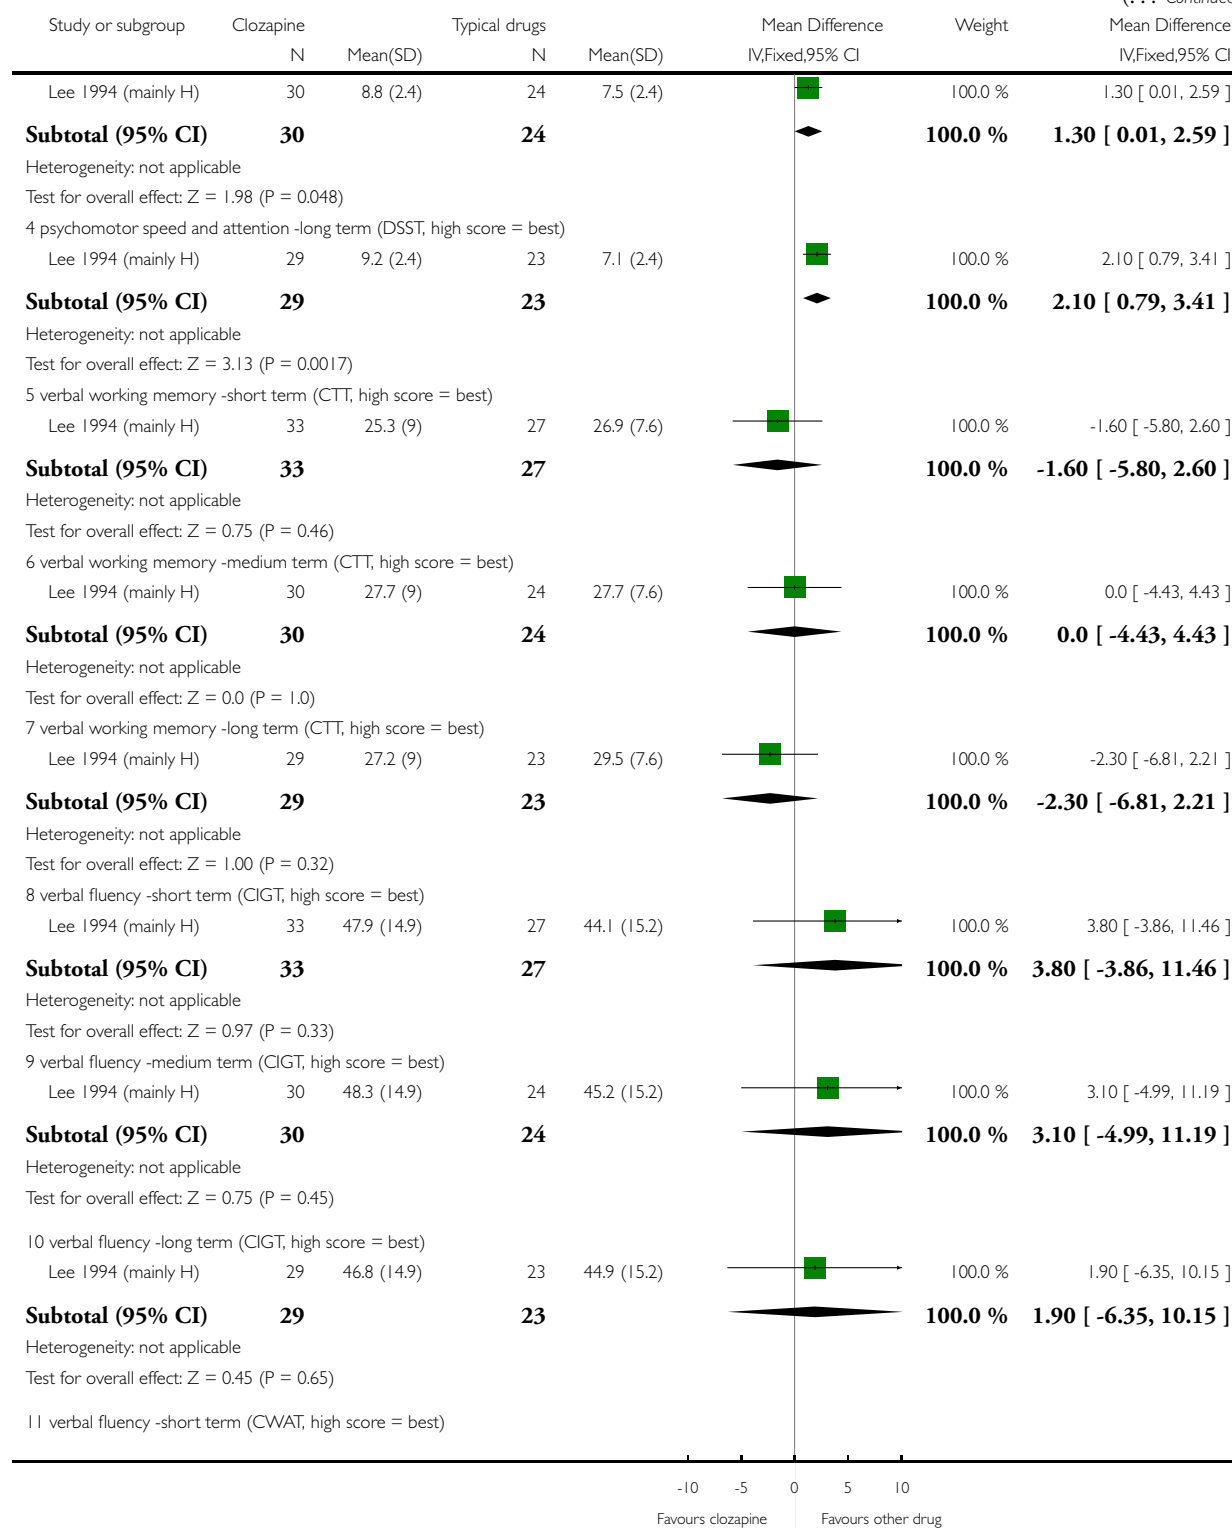 (... Continued
Study or subgroup Clozapine Typical drugs Mean Difference Weight Mean Difference
N Mean(SD) N Mean(SD) IV,Fixed,95% CI IV,Fixed,95% CI
Lee 1994 (mainly H) 30 8.8 (2.4) 24 7.5 (2.4) 100.0 % 1.30 [ 0.01, 2.59 ]
Subtotal (95% CI) 30 24 100.0 % 1.30 [ 0.01, 2.59 ]
Heterogeneity: not applicable
Test for overall effect: Z = 1.98 (P = 0.048)
4 psychomotor speed and attention -long term (DSST, high score = best)
Lee 1994 (mainly H) 29 9.2 (2.4) 23 7.1 (2.4) 100.0 % 2.10 [ 0.79, 3.41 ]
Subtotal (95% CI) 29 23 100.0 % 2.10 [ 0.79, 3.41 ]
Heterogeneity: not applicable
Test for overall effect: Z = 3.13 (P = 0.0017)
5 verbal working memory -short term (CTT, high score = best)
Lee 1994 (mainly H) 33 25.3 (9) 27 26.9 (7.6) 100.0 % -1.60 [ -5.80, 2.60 ]
Subtotal (95% CI) 33 27 100.0 % -1.60 [ -5.80, 2.60 ]
Heterogeneity: not applicable
Test for overall effect: Z = 0.75 (P = 0.46)
6 verbal working memory -medium term (CTT, high score = best)
Lee 1994 (mainly H) 30 27.7 (9) 24 27.7 (7.6) 100.0 % 0.0 [ -4.43, 4.43 ]
Subtotal (95% CI) 30 24 100.0 % 0.0 [ -4.43, 4.43 ]
Heterogeneity: not applicable
Test for overall effect: Z = 0.0 (P = 1.0)
7 verbal working memory -long term (CTT, high score = best)
Lee 1994 (mainly H) 29 27.2 (9) 23 29.5 (7.6) 100.0 % -2.30 [ -6.81, 2.21 ]
Subtotal (95% CI) 29 23 100.0 % -2.30 [ -6.81, 2.21 ]
Heterogeneity: not applicable
Test for overall effect: Z = 1.00 (P = 0.32)
8 verbal fluency -short term (CIGT, high score = best)
Lee 1994 (mainly H) 33 47.9 (14.9) 27 44.1 (15.2) 100.0 % 3.80 [ -3.86, 11.46 ]
Subtotal (95% CI) 33 27 100.0 % 3.80 [ -3.86, 11.46 ]
Heterogeneity: not applicable
Test for overall effect: Z = 0.97 (P = 0.33)
9 verbal fluency -medium term (CIGT, high score = best)
Lee 1994 (mainly H) 30 48.3 (14.9) 24 45.2 (15.2) 100.0 % 3.10 [ -4.99, 11.19 ]
Subtotal (95% CI) 30 24 100.0 % 3.10 [ -4.99, 11.19 ]
Heterogeneity: not applicable
Test for overall effect: Z = 0.75 (P = 0.45)
10 verbal fluency -long term (CIGT, high score = best)
Lee 1994 (mainly H) 29 46.8 (14.9) 23 44.9 (15.2) 100.0 % 1.90 [ -6.35, 10.15 ]
Subtotal (95% CI) 29 23 100.0 % 1.90 [ -6.35, 10.15 ]
Heterogeneity: not applicable
Test for overall effect: Z = 0.45 (P = 0.65)
11 verbal fluency -short term (CWAT, high score = best)
-10 -5 0 5 10
Favours clozapine Favours other drug